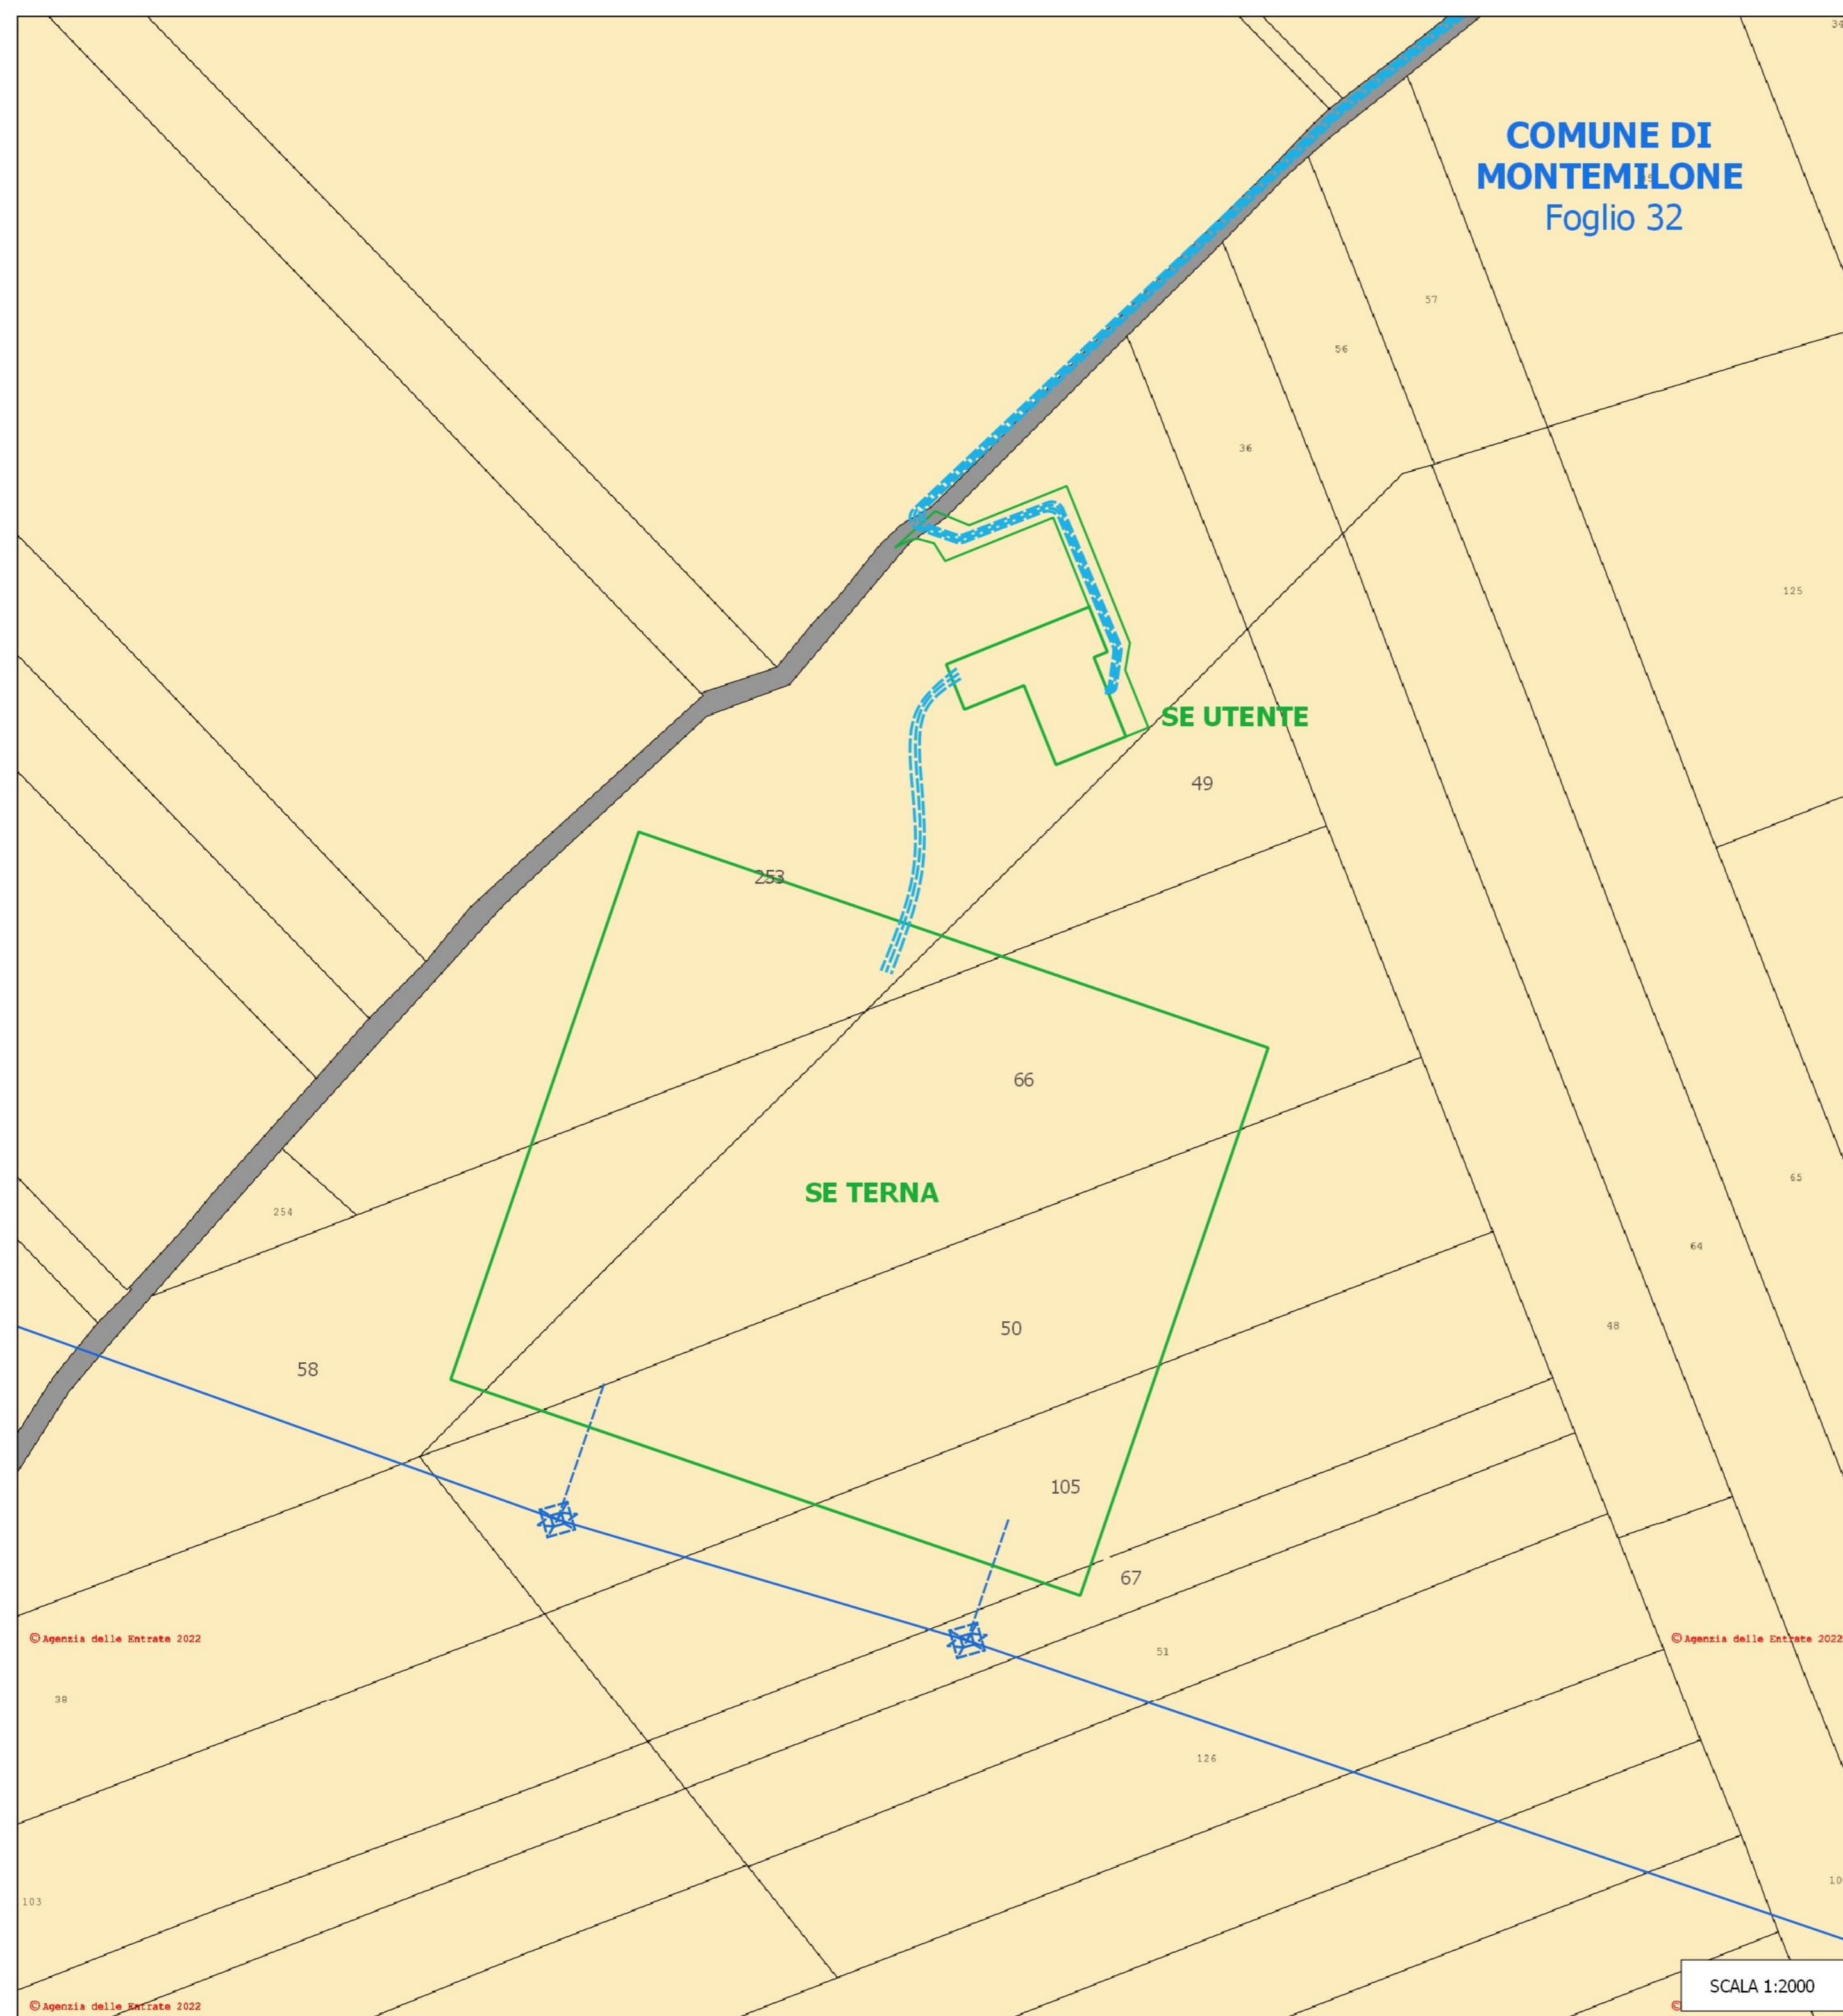 34
COMUNE DI
MONTEMILONE
Foglio 32
57
56
36
125
SE UTENTE
49
253
66
65
SE TERNA
254
64
48
50
58
105
67
© Agenzia delle Entrate 2022
© Agenzia delle Entrate 2022
51
38
126
10
103
SCALA 1:2000
© Agenzia delle Entrate 2022
©